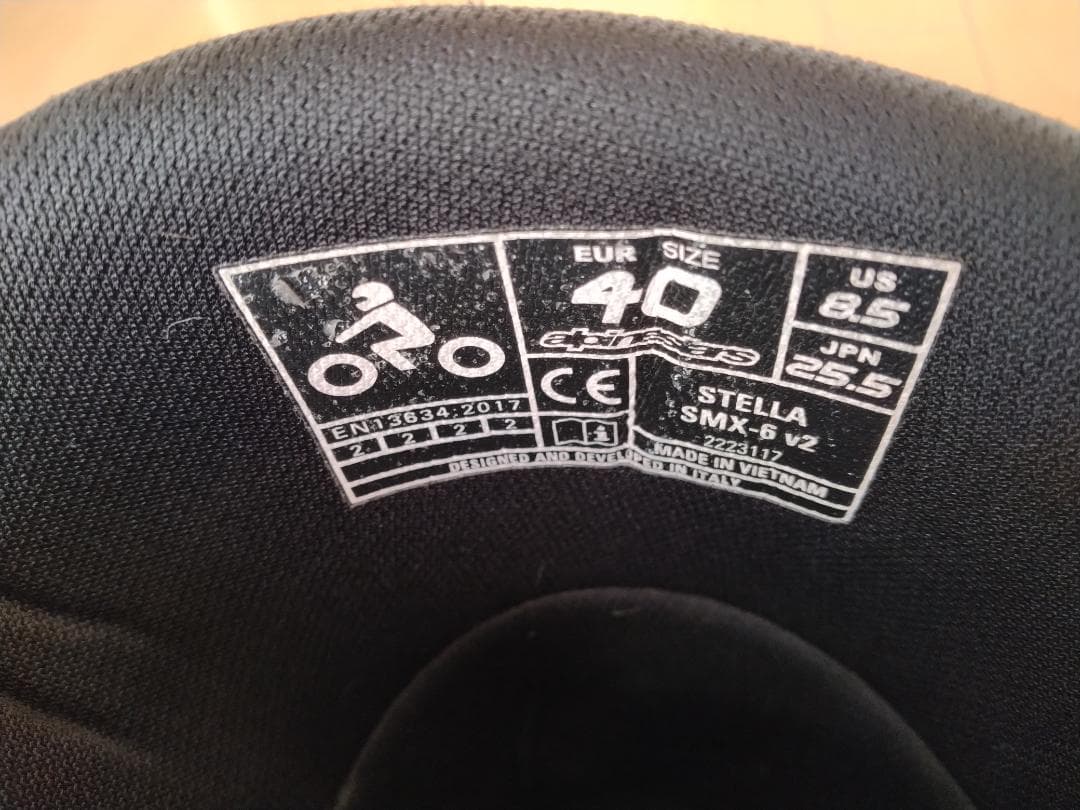 EUR SIZE
40
alpinestars
US
8.5
JPN
25.5
CE
i
STELLA
SMX-6 v2
2223117
EN13634:2017
2 2 2 2
MADE IN VIETNAM
DESIGNED AND DEVELOPED IN ITALY